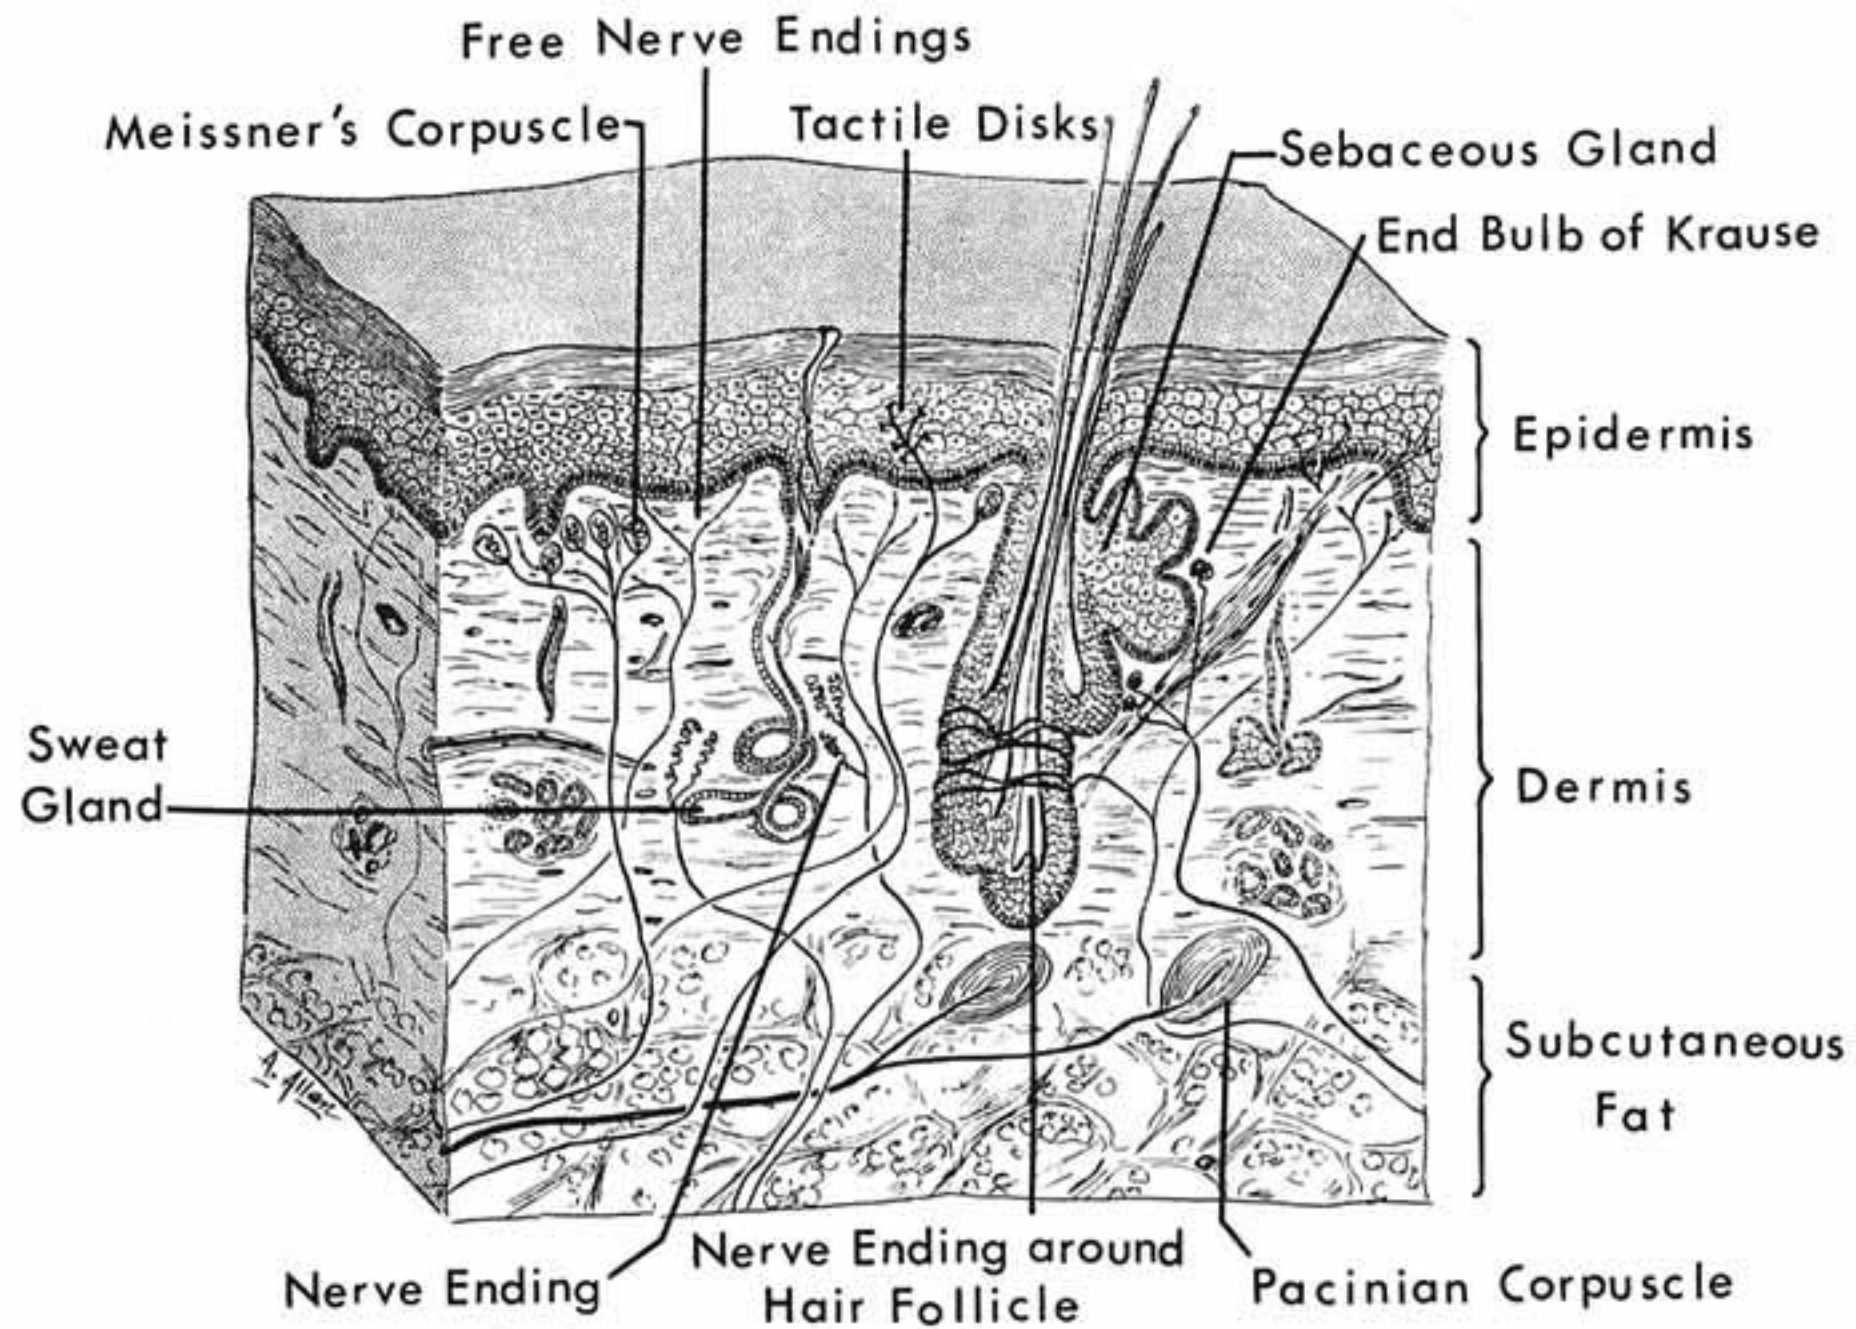 Free Nerve Endings
Meissner's Corpuscle
Tactile Disks
Sebaceous Gland
End Bulb of Krause
Epidermis
Sweat
Gland
Dermis
Subcutaneous
Fat
Nerve Ending
Nerve Ending around
Hair Follicle
Pacinian Corpuscle